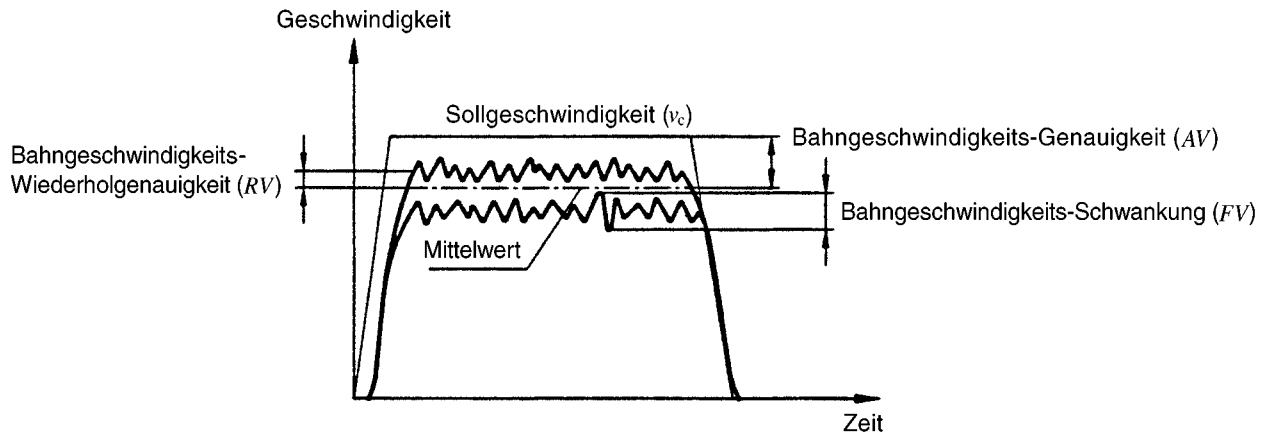 Geschwindigkeit
Sollgeschwindigkeit (vc)
Bahngeschwindigkeits-Genauigkeit (AV)
Bahngeschwindigkeits-
Wiederholgenauigkeit (RV)
Bahngeschwindigkeits-Schwankung (FV)
Mittelwert
Zeit